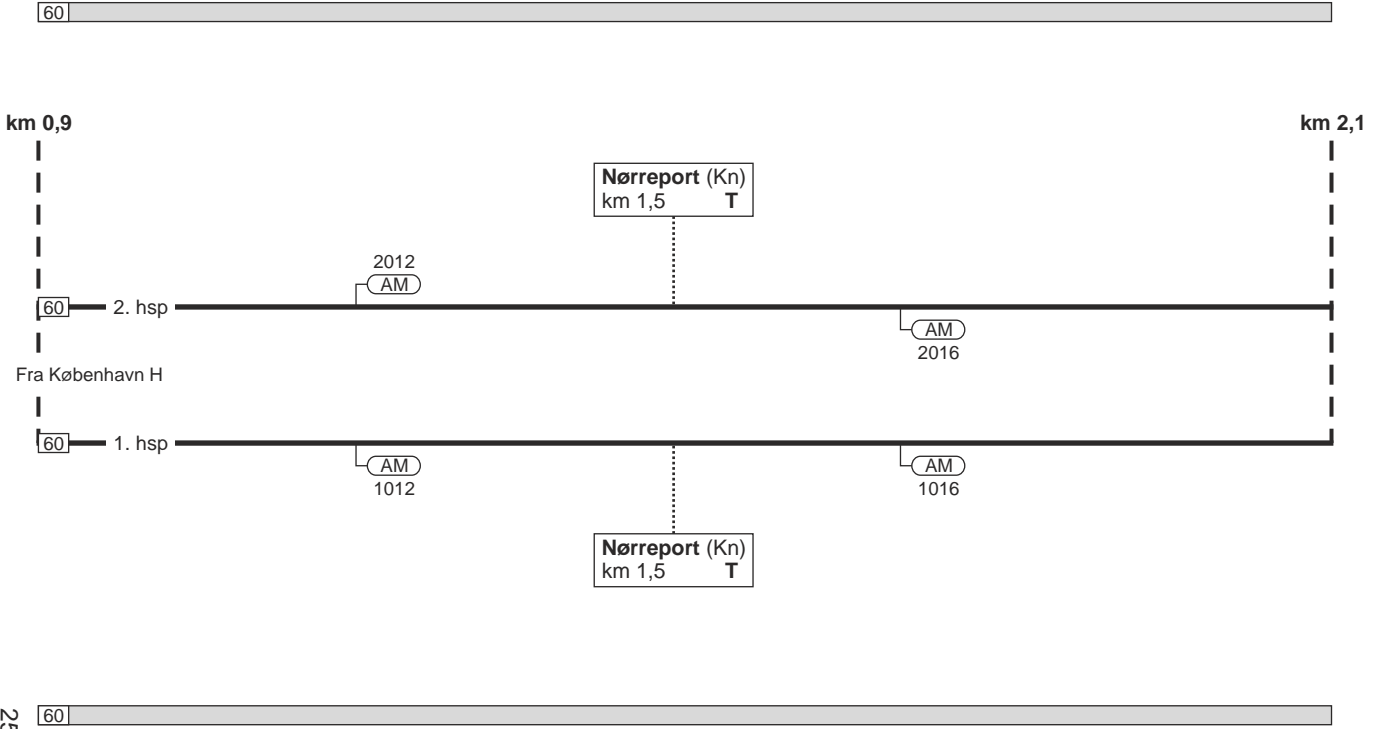 60
km 0,9
km 2,1
Nørreport (Kn)
km 1,5 T
2012
AM
60
2. hsp
AM
2016
Fra København H
60
1. hsp
AM
1012
AM
1016
Nørreport (Kn)
km 1,5 T
60